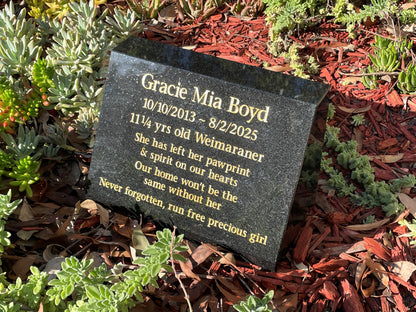 Gracie Mia Boyd
10/10/2013 ~ 8/2/2025
11¼ yrs old Weimaraner
She has left her pawprint
& spirit on our hearts
Our home won't be the
same without her
Never forgotten, run free precious girl